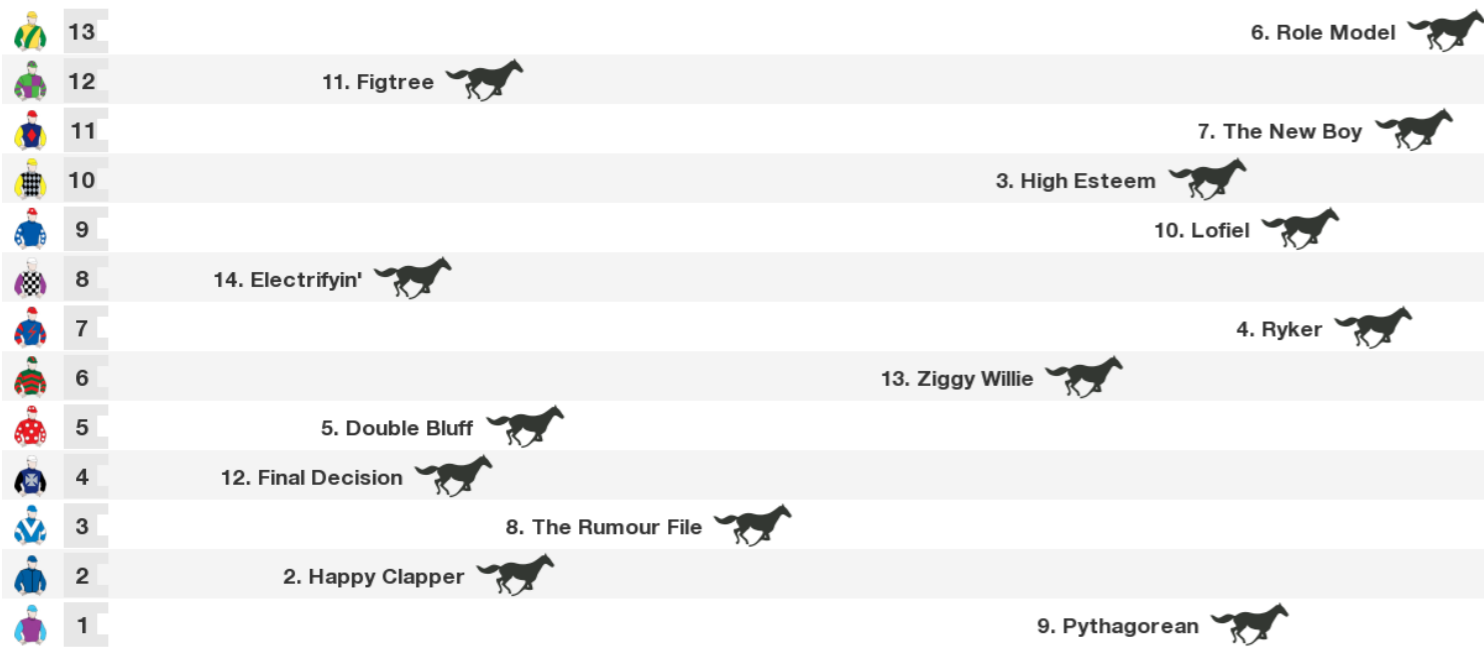 13 6. Role Model
12 11. Figtree
11 7. The New Boy
10 3. High Esteem
9 10. Lofiel
8 14. Electrifyin'
7 4. Ryker
6 13. Ziggy Willie
5 5. Double Bluff
4 12. Final Decision
3 8. The Rumour File
2 2. Happy Clapper
1 9. Pythagorean